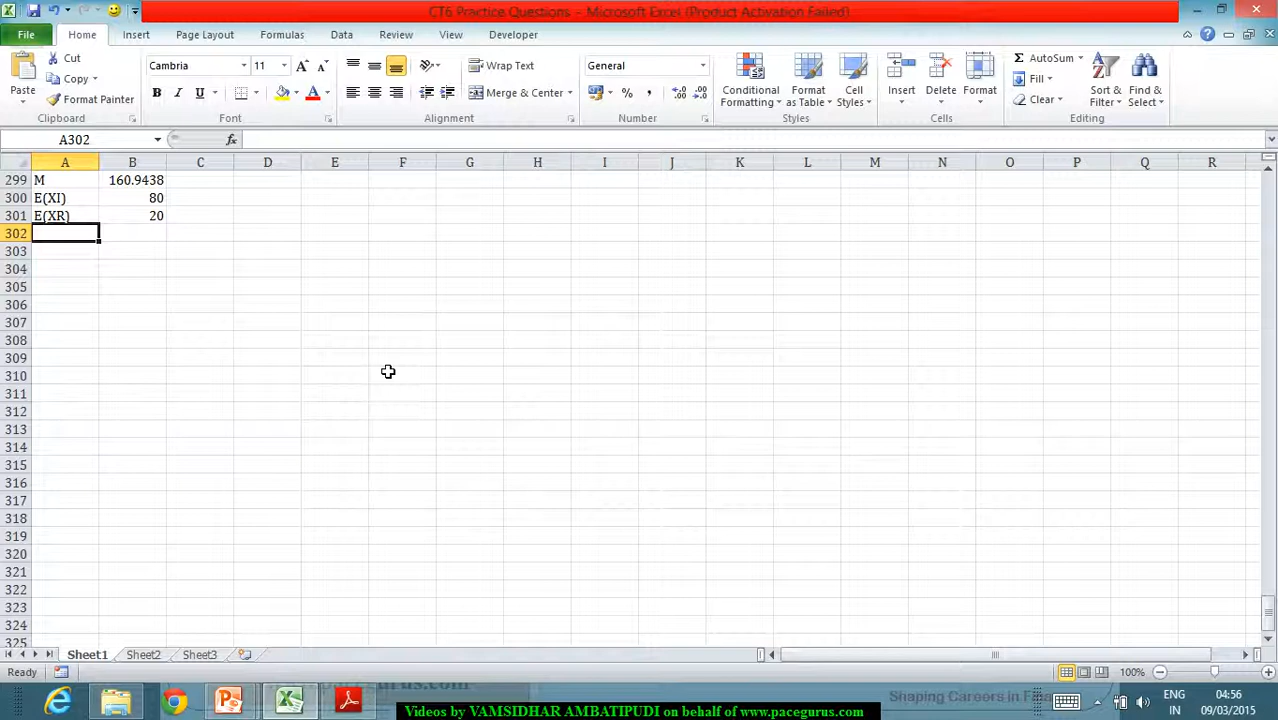 CT6 Practice Questions - Microsoft Excel (Product Activation Failed)
File Home Insert Page Layout Formulas Data Review View Developer
Paste Cut Copy Format Painter
Cambria 11
Wrap Text
Merge & Center
General
Conditional Formatting
Format as Table
Cell Styles
Insert Delete Format
AutoSum Fill Clear
Sort & Filter
Find & Select
Clipboard Font Alignment Number Styles Cells Editing
A302 fx
A B C D E F G H I J K L M N O P Q R
299 M 160.9438
300 E(XI) 80
301 E(XR) 20
302
303
304
305
306
307
308
309
310
311
312
313
314
315
316
317
318
319
320
321
322
323
324
325
Sheet1 Sheet2 Sheet3
Ready 100%
Shaping Careers in
ENG 04:56
IN 09/03/2015
Videos by VAMSIDHAR AMBATIPUDI on behalf of www.pacegurus.com